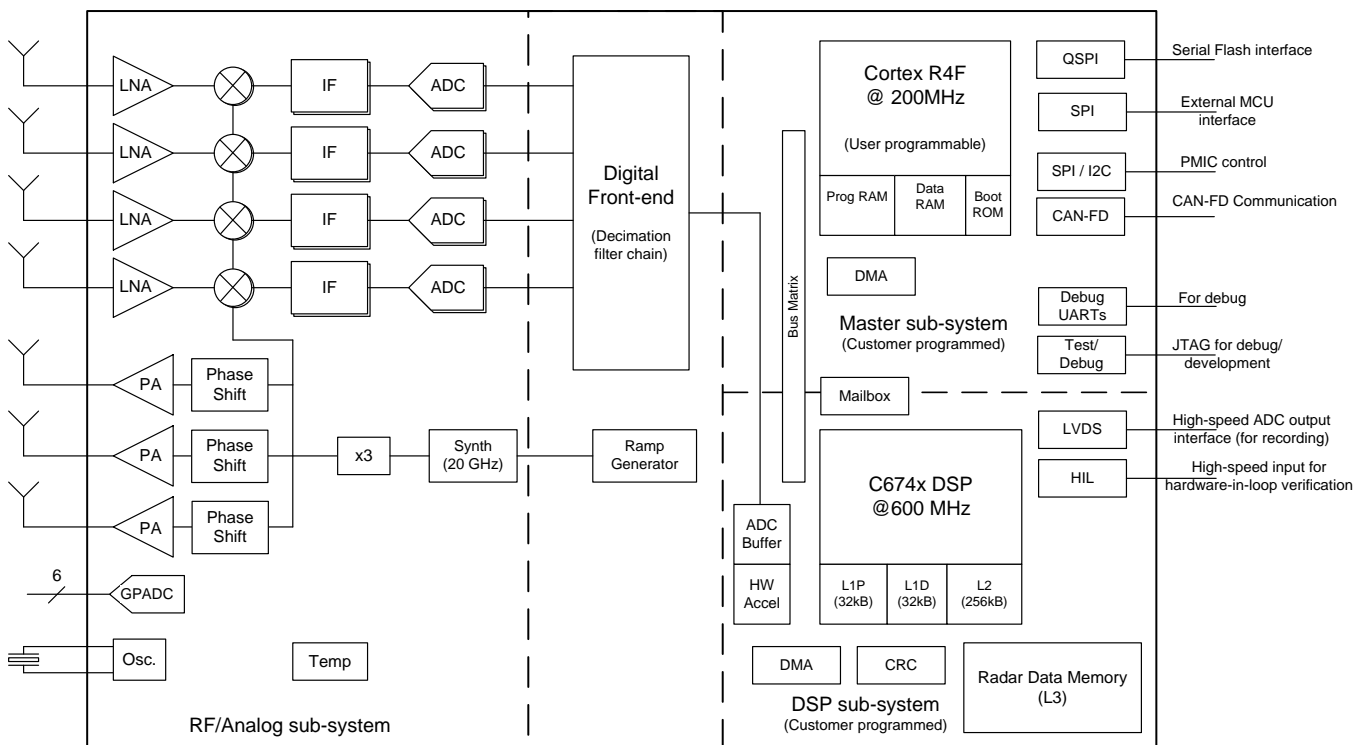 LNA
IF
ADC
LNA
IF
ADC
LNA
IF
ADC
LNA
IF
ADC
PA
Phase
Shift
PA
Phase
Shift
PA
Phase
Shift
x3
Synth
(20 GHz)
6
GPADC
Osc.
Temp
RF/Analog sub-system
Digital
Front-end
(Decimation
filter chain)
Ramp
Generator
Bus Matrix
Cortex R4F
@ 200MHz
(User programmable)
Prog RAM
Data
RAM
Boot
ROM
DMA
Master sub-system
(Customer programmed)
Mailbox
QSPI
Serial Flash interface
SPI
External MCU
interface
SPI / I2C
PMIC control
CAN-FD
CAN-FD Communication
Debug
UARTs
For debug
Test/
Debug
JTAG for debug/
development
LVDS
High-speed ADC output
interface (for recording)
HIL
High-speed input for
hardware-in-loop verification
ADC
Buffer
HW
Accel
C674x DSP
@600 MHz
L1P
(32kB)
L1D
(32kB)
L2
(256kB)
DMA
CRC
DSP sub-system
(Customer programmed)
Radar Data Memory
(L3)